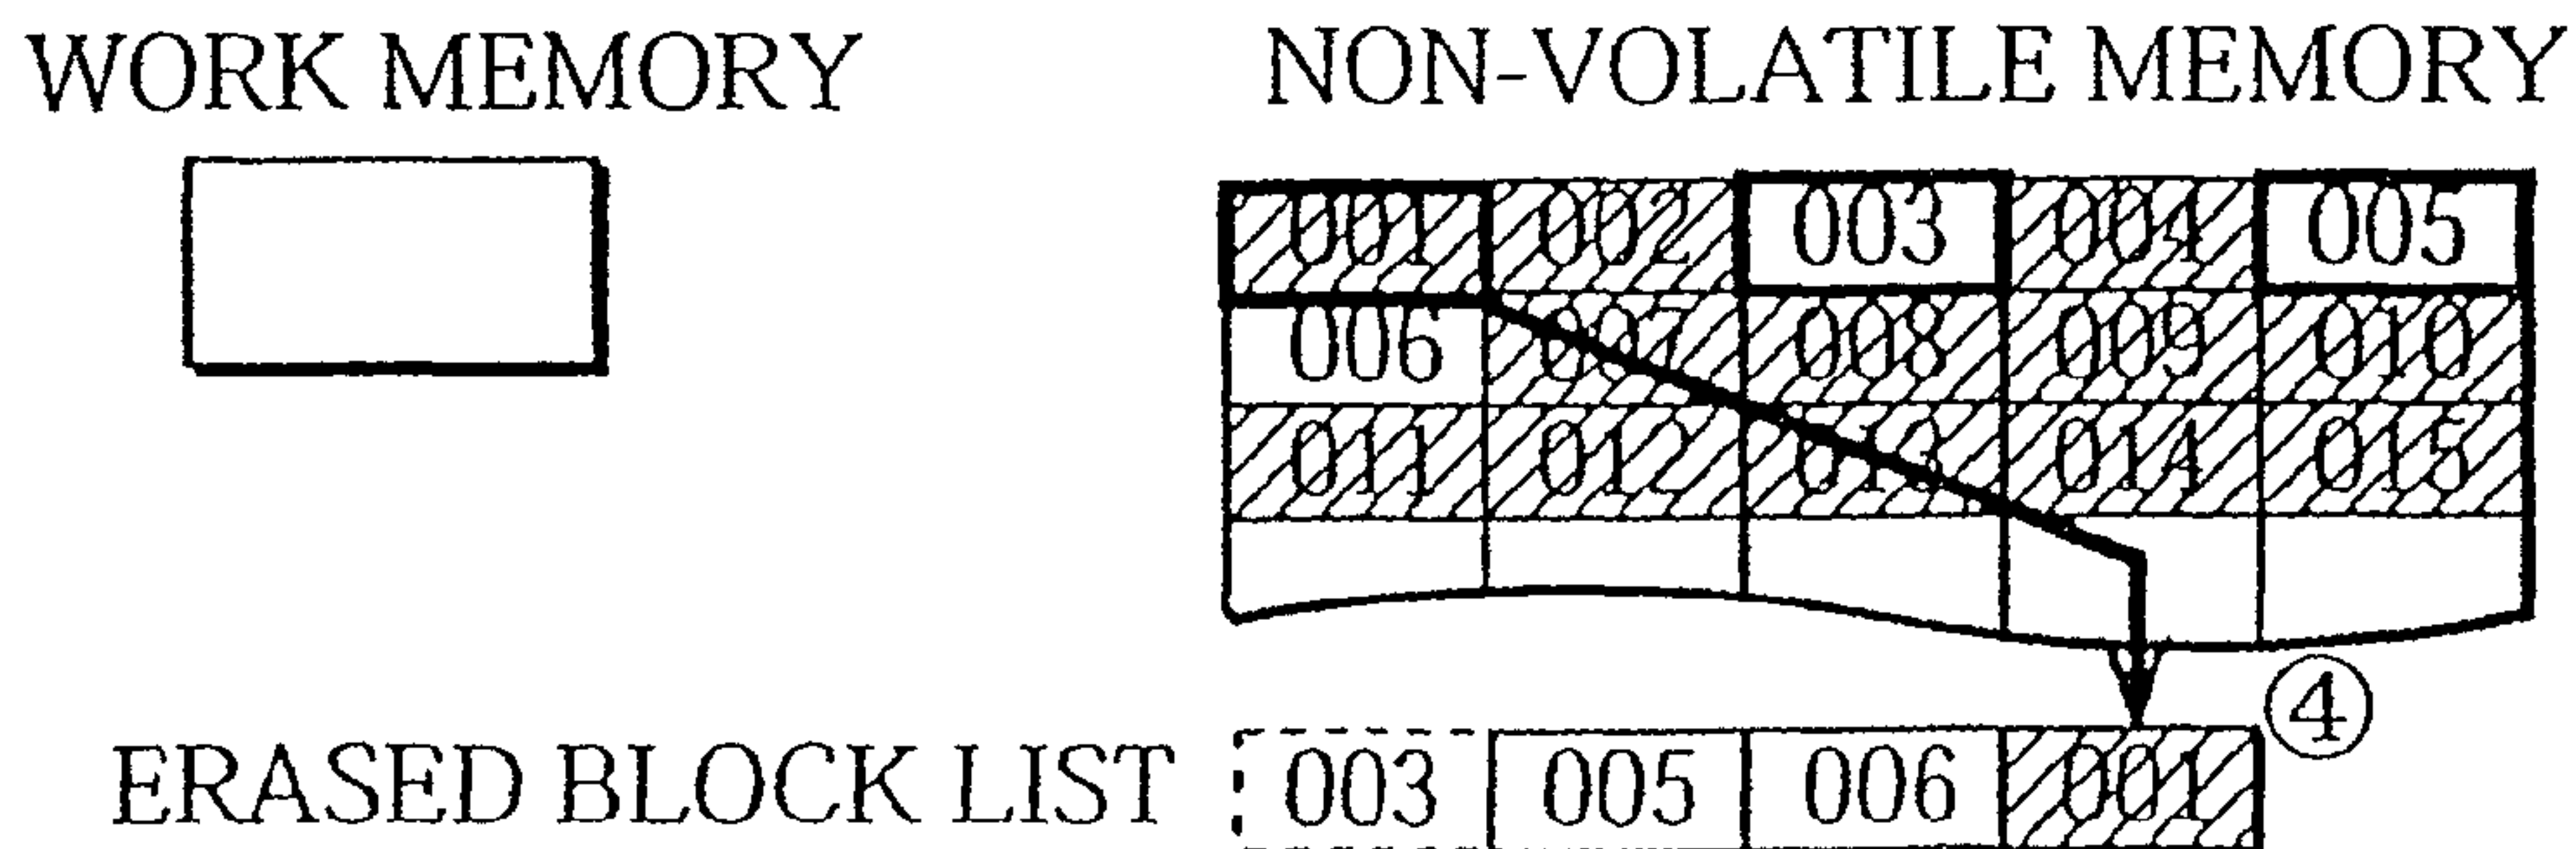 WORK MEMORY
NON-VOLATILE MEMORY
001 002 003 004 005
006 007 008 009 010
011 012 013 014 015
④
ERASED BLOCK LIST 003 005 006 001